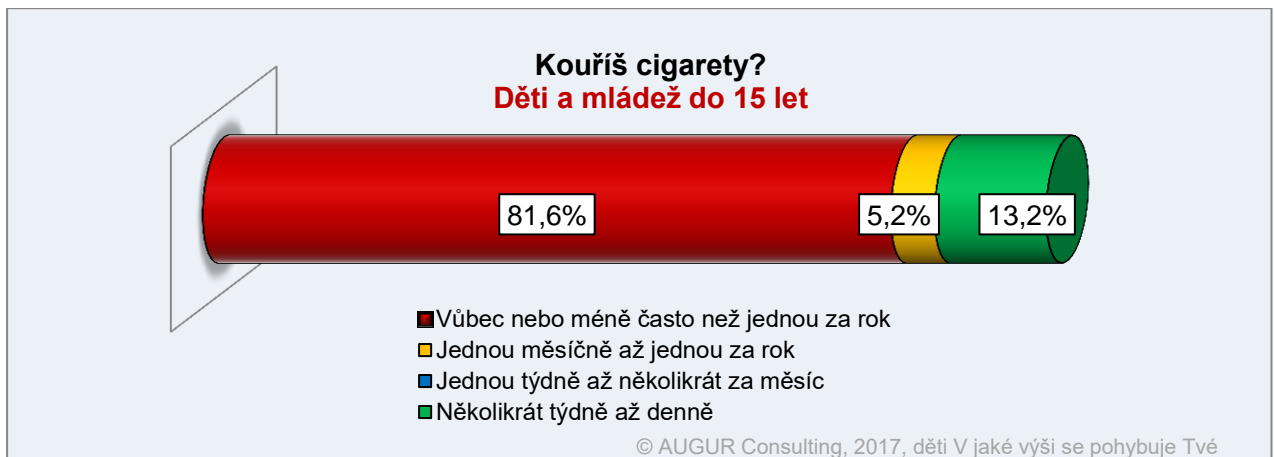 Kouříš cigarety?
Děti a mládež do 15 let
81,6% 5,2% 13,2%
Vůbec nebo méně často než jednou za rok
Jednou měsíčně až jednou za rok
Jednou týdně až několikrát za měsíc
Několikrát týdně až denně
© AUGUR Consulting, 2017, děti V jaké výši se pohybuje Tvé